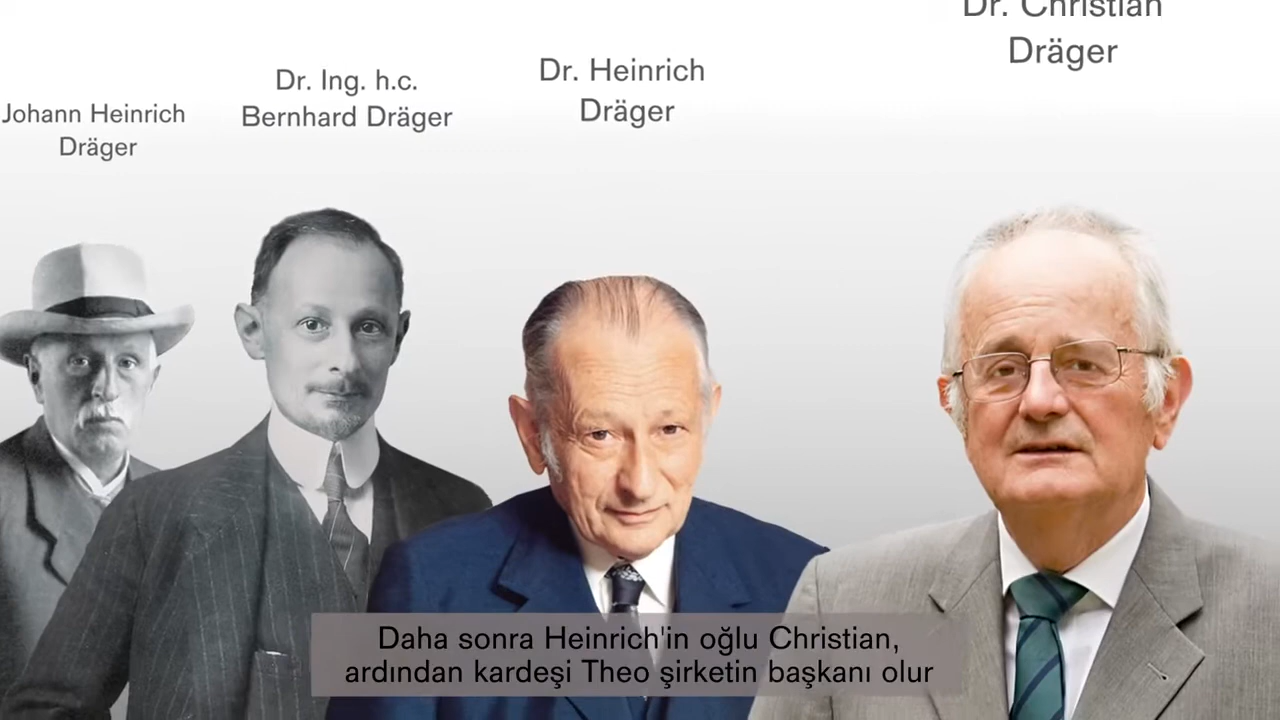 Johann Heinrich
Dräger
Dr. Ing. h.c.
Bernhard Dräger
Dr. Heinrich
Dräger
Dr. Christian
Dräger
Daha sonra Heinrich'in oğlu Christian,
ardından kardeşi Theo şirketin başkanı olur